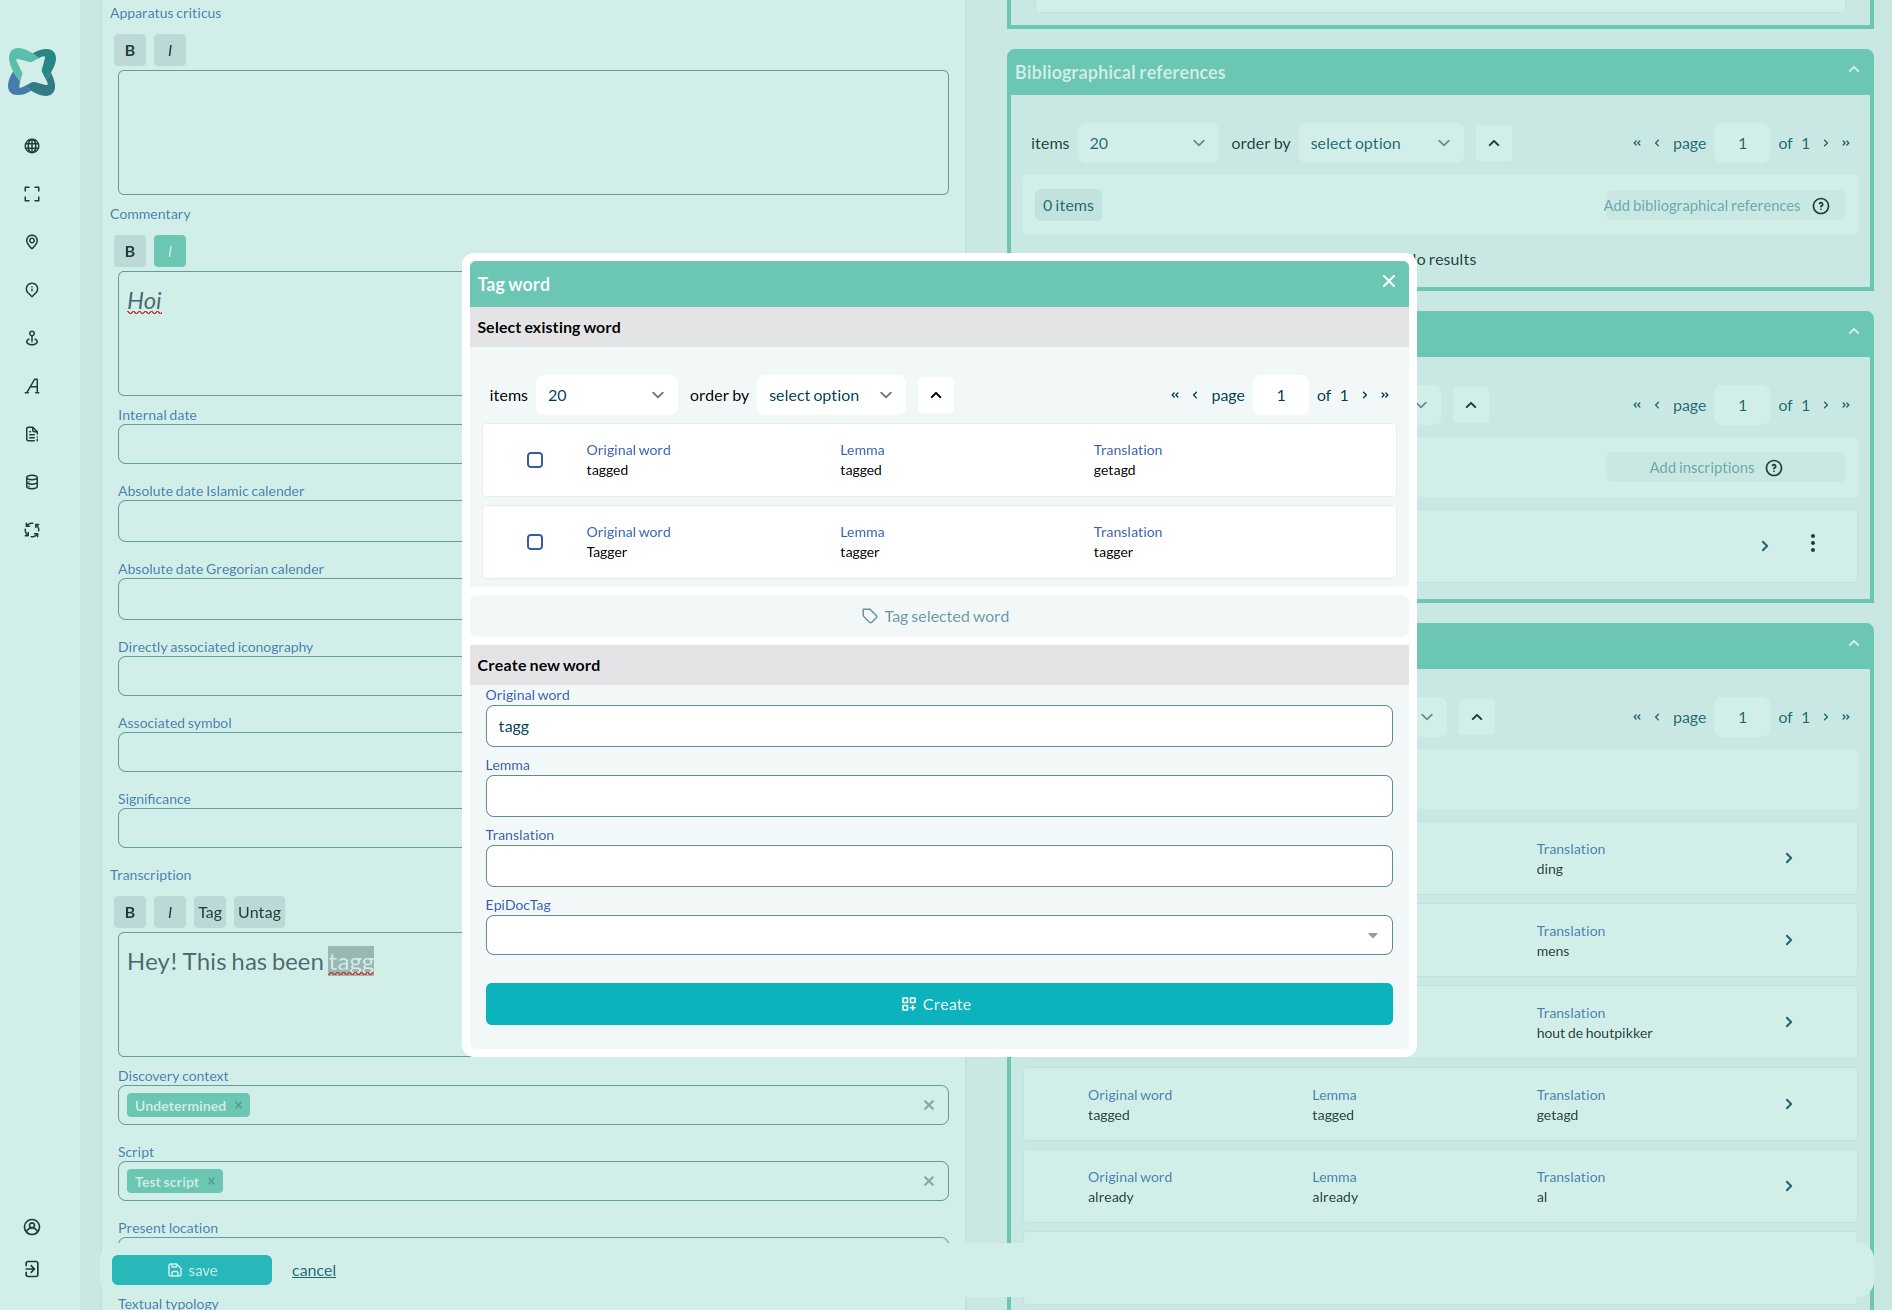 Apparatus criticus
B I
Commentary
B I
Hoi
Internal date
Absolute date Islamic calender
Absolute date Gregorian calender
Directly associated iconography
Associated symbol
Significance
Transcription
B I Tag Untag
Hey! This has been tagg
Discovery context
Undetermined ×
Script
Test script ×
Present location
save cancel
Textual typology
Tag word
Select existing word
items 20 order by select option « ‹ page 1 of 1 › »
Original word Lemma Translation
tagged tagged getagd
Original word Lemma Translation
Tagger tagger tagger
Tag selected word
Create new word
Original word
tagg
Lemma
Translation
EpiDocTag
Create
Bibliographical references
items 20 order by select option « ‹ page 1 of 1 › »
0 items Add bibliographical references
o results
« ‹ page 1 of 1 › »
Add inscriptions
« ‹ page 1 of 1 › »
Translation
ding
Translation
mens
Translation
hout de houtpikker
Original word Lemma Translation
tagged tagged getagd
Original word Lemma Translation
already already al